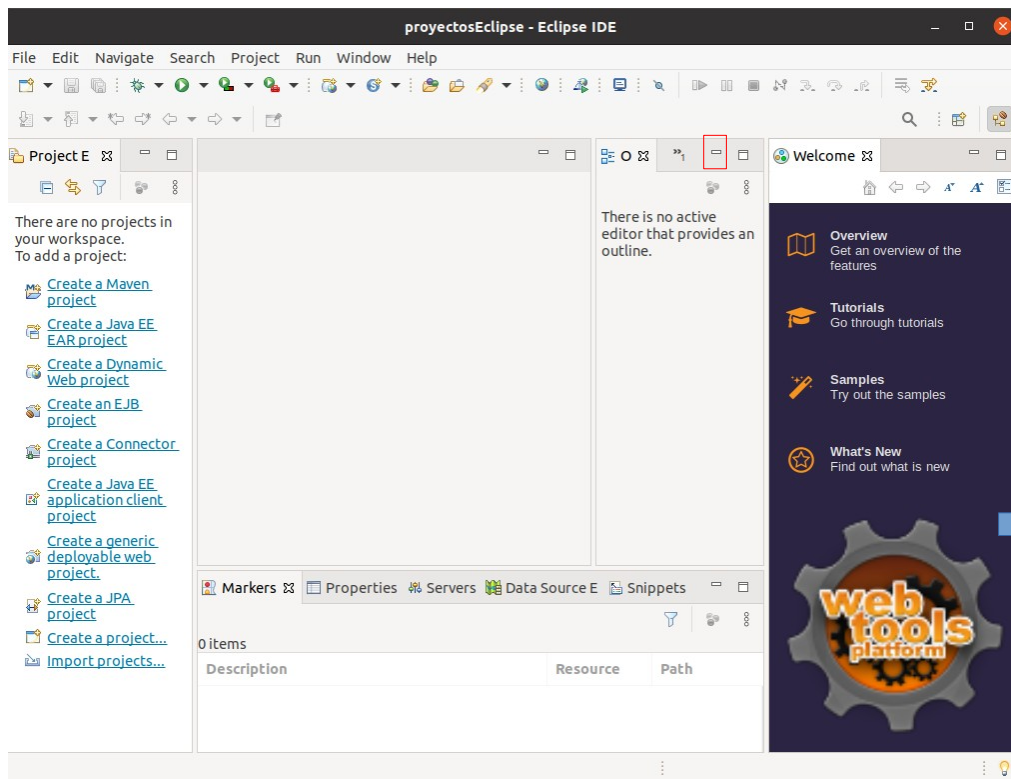 proyectosEclipse - Eclipse IDE
File Edit Navigate Search Project Run Window Help
Project E
O
»1
Welcome
There are no projects in
your workspace.
To add a project:
Create a Maven
project
Create a Java EE
EAR project
Create a Dynamic
Web project
Create an EJB
project
Create a Connector
project
Create a Java EE
application client
project
Create a generic
deployable web
project.
Create a JPA
project
Create a project...
Import projects...
There is no active
editor that provides an
outline.
Overview
Get an overview of the
features
Tutorials
Go through tutorials
Samples
Try out the samples
What's New
Find out what is new
web
tools
platform
Markers Properties Servers Data Source E Snippets
0 items
Description Resource Path